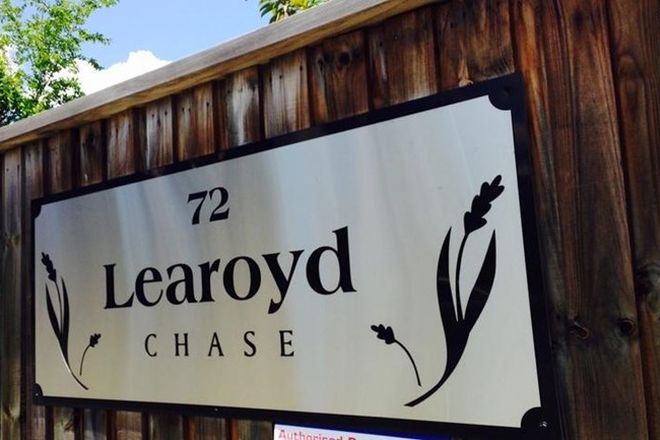 72
Learoyd
CHASE
Authorised